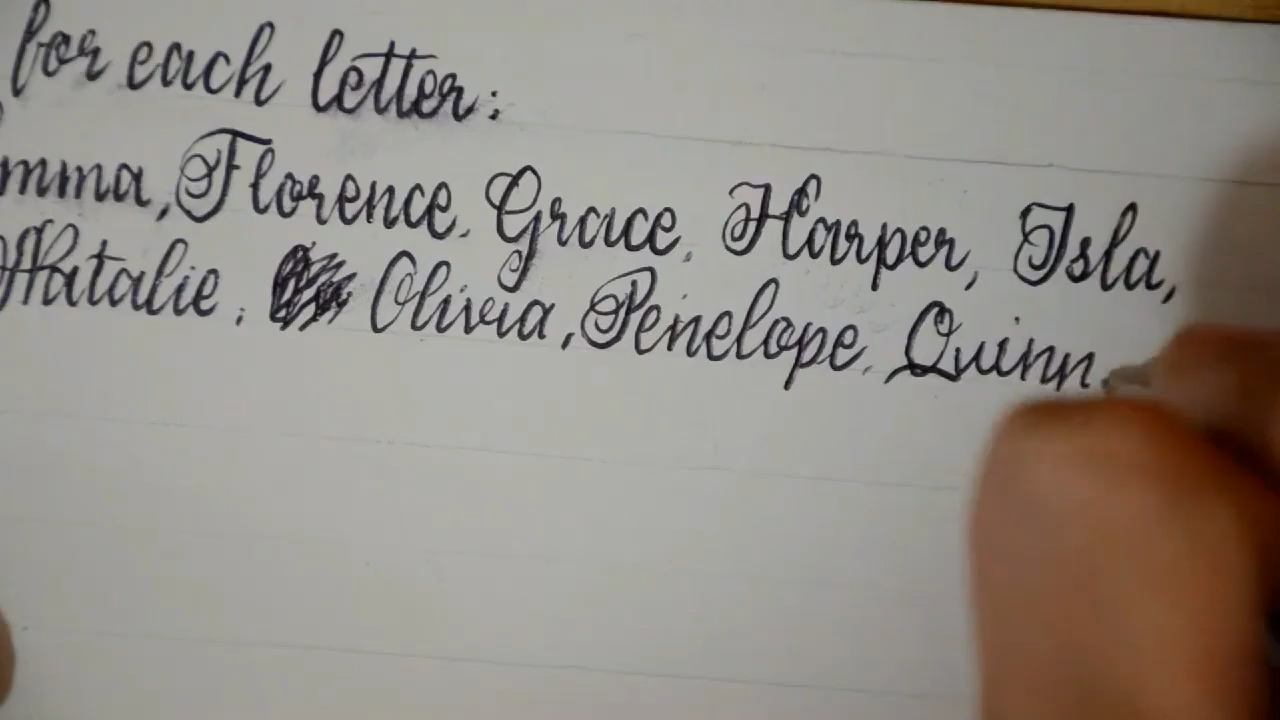 for each letter:
mma, Florence, Grace, Harper, Isla,
Natalie, Olivia, Penelope, Quinn,